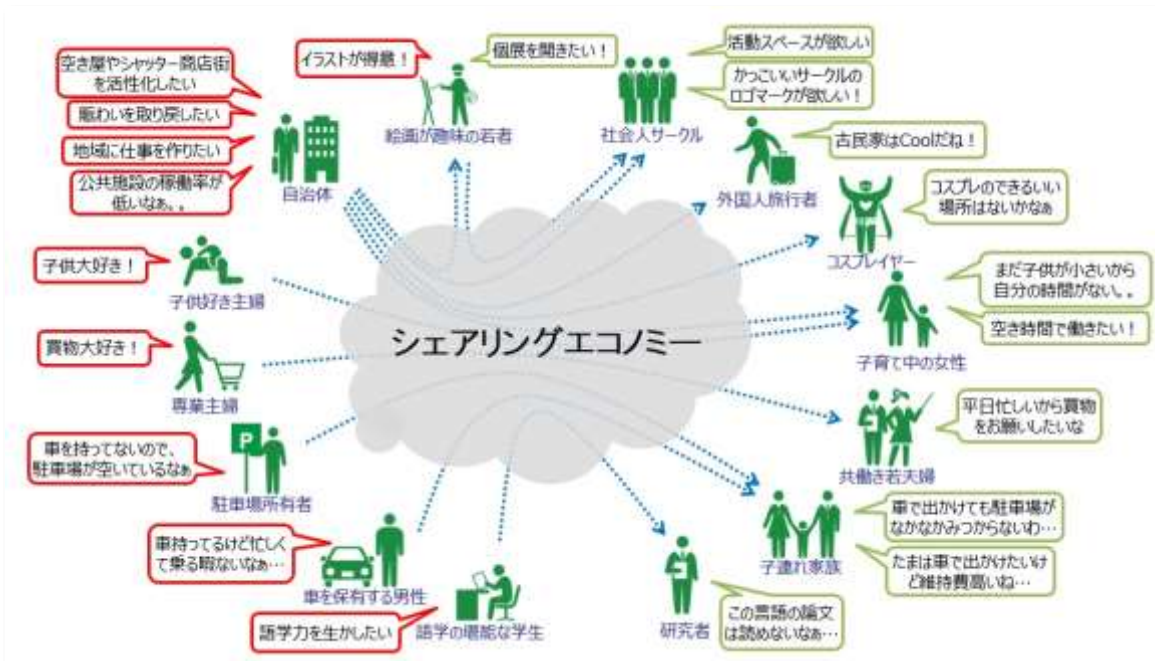 空き屋やシャッター商店街
を活性化したい
賑わいを取り戻したい
地域に仕事を作りたい
公共施設の稼働率が
低いなぁ。。
自治体
イラストが得意！
個展を開きたい！
絵画が趣味の若者
活動スペースが欲しい
かっこいいサークルの
ロゴマークが欲しい！
社会人サークル
古民家はCoolだね！
外国人旅行者
コスプレのできるいい
場所はないかなぁ
コスプレイヤー
子供大好き！
子供好き主婦
まだ子供が小さいから
自分の時間がない。。
空き時間で働きたい！
子育て中の女性
シェアリングエコノミー
買物大好き！
専業主婦
平日忙しいから買物
をお願いしたいな
共働き若夫婦
車を持ってないので、
駐車場が空いているなぁ
P
駐車場所有者
車で出かけても駐車場が
なかなかみつからないわ…
たまは車で出かけたいけ
ど維持費高いね…
子連れ家族
車持ってるけど忙しく
て乗る暇ないなぁ…
車を保有する男性
語学力を生かしたい
語学の堪能な学生
この言語の論文
は読めないなぁ…
研究者